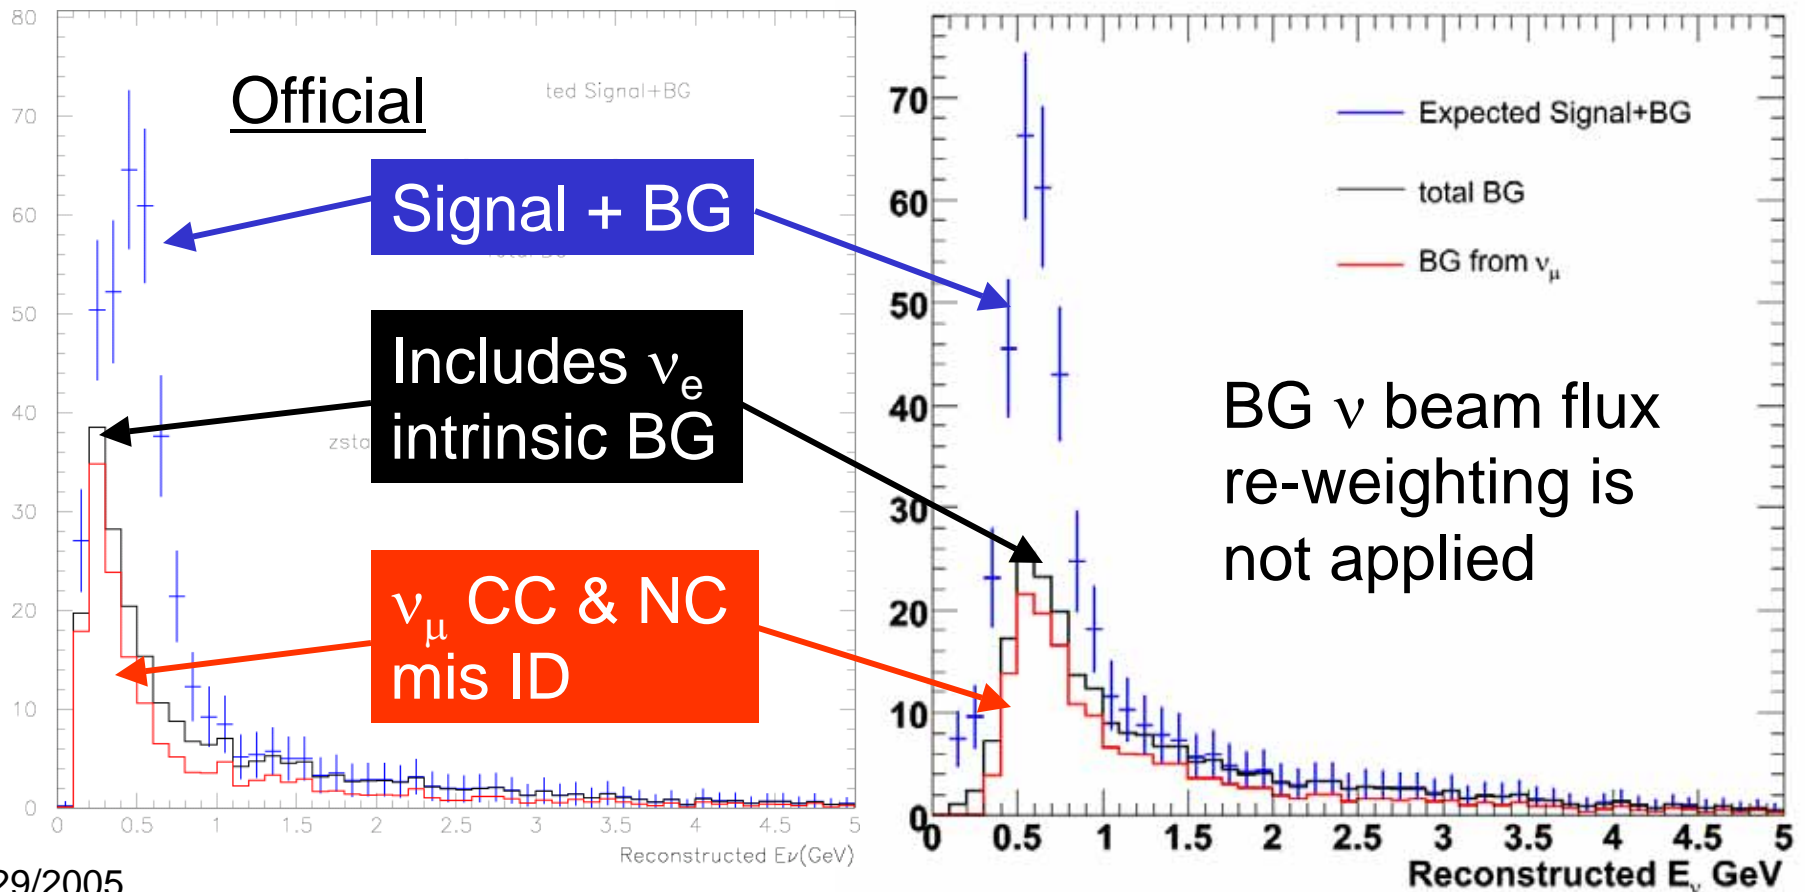 Official
ted Signal+BG
Signal + BG
Includes νe
intrinsic BG
νμ CC & NC
mis ID
80
70
60
50
40
30
20
10
0
0 0.5 1 1.5 2 2.5 3 3.5 4 4.5 5
Reconstructed Eν(GeV)
29/2005
Expected Signal+BG
total BG
BG from νμ
BG ν beam flux
re-weighting is
not applied
70
60
50
40
30
20
10
0
0 0.5 1 1.5 2 2.5 3 3.5 4 4.5 5
Reconstructed Eν GeV